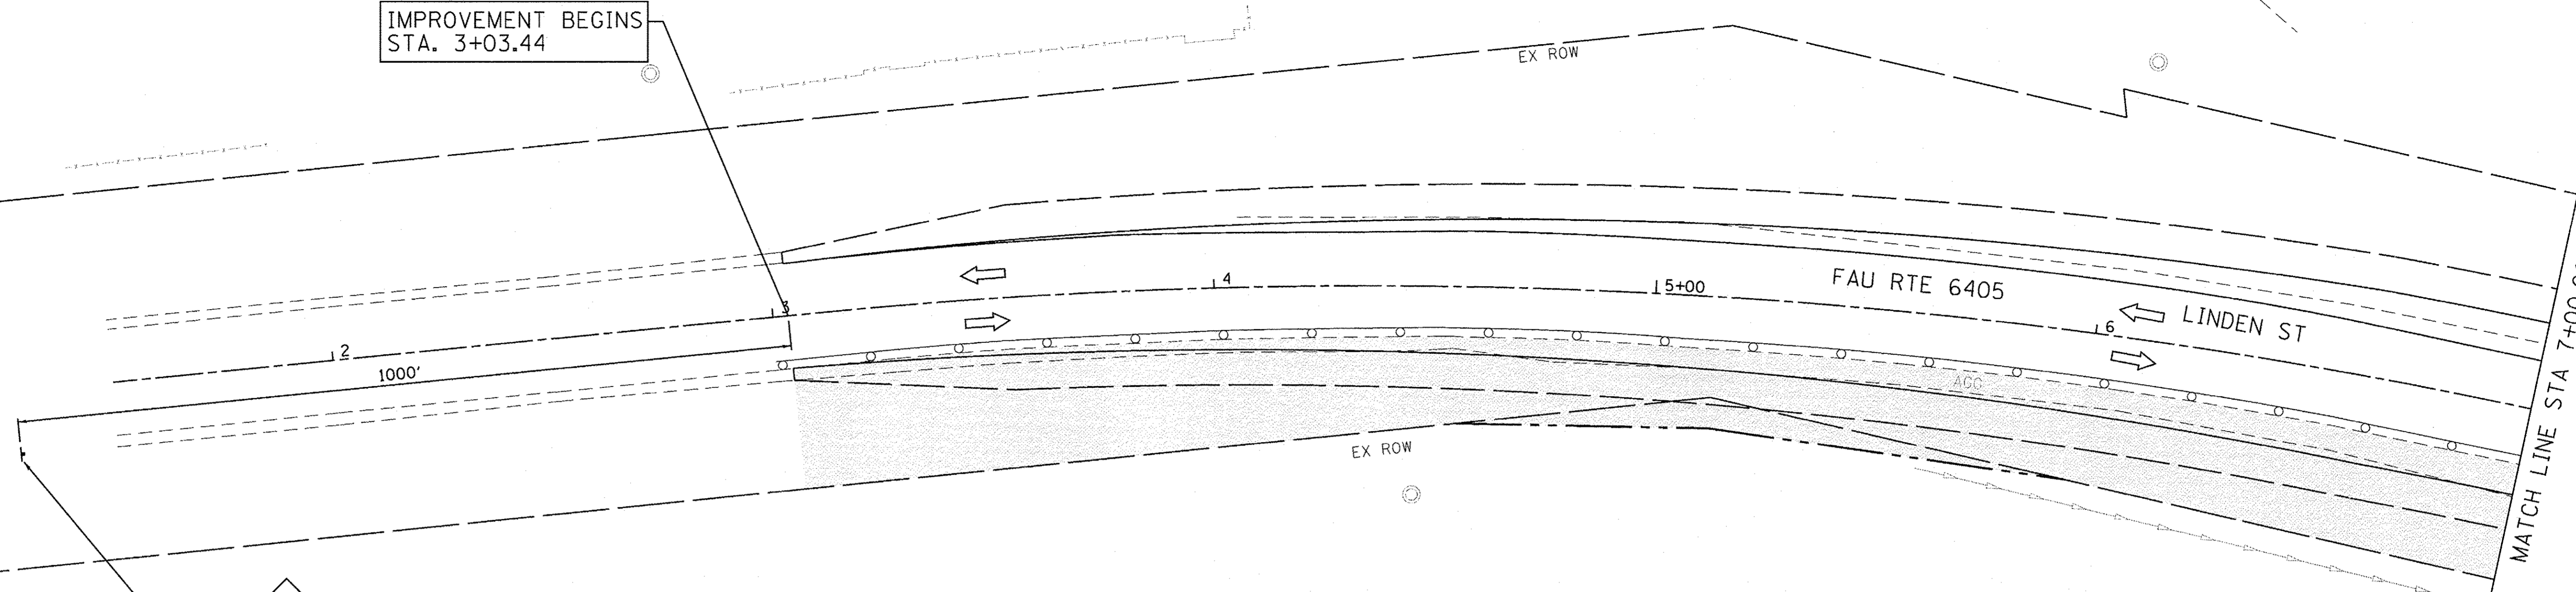 IMPROVEMENT BEGINS
STA. 3+03.44
EX ROW
2
3
4
5+00
6
FAU RTE 6405
LINDEN ST
1000'
AGG
EX ROW
MATCH LINE STA 7+00